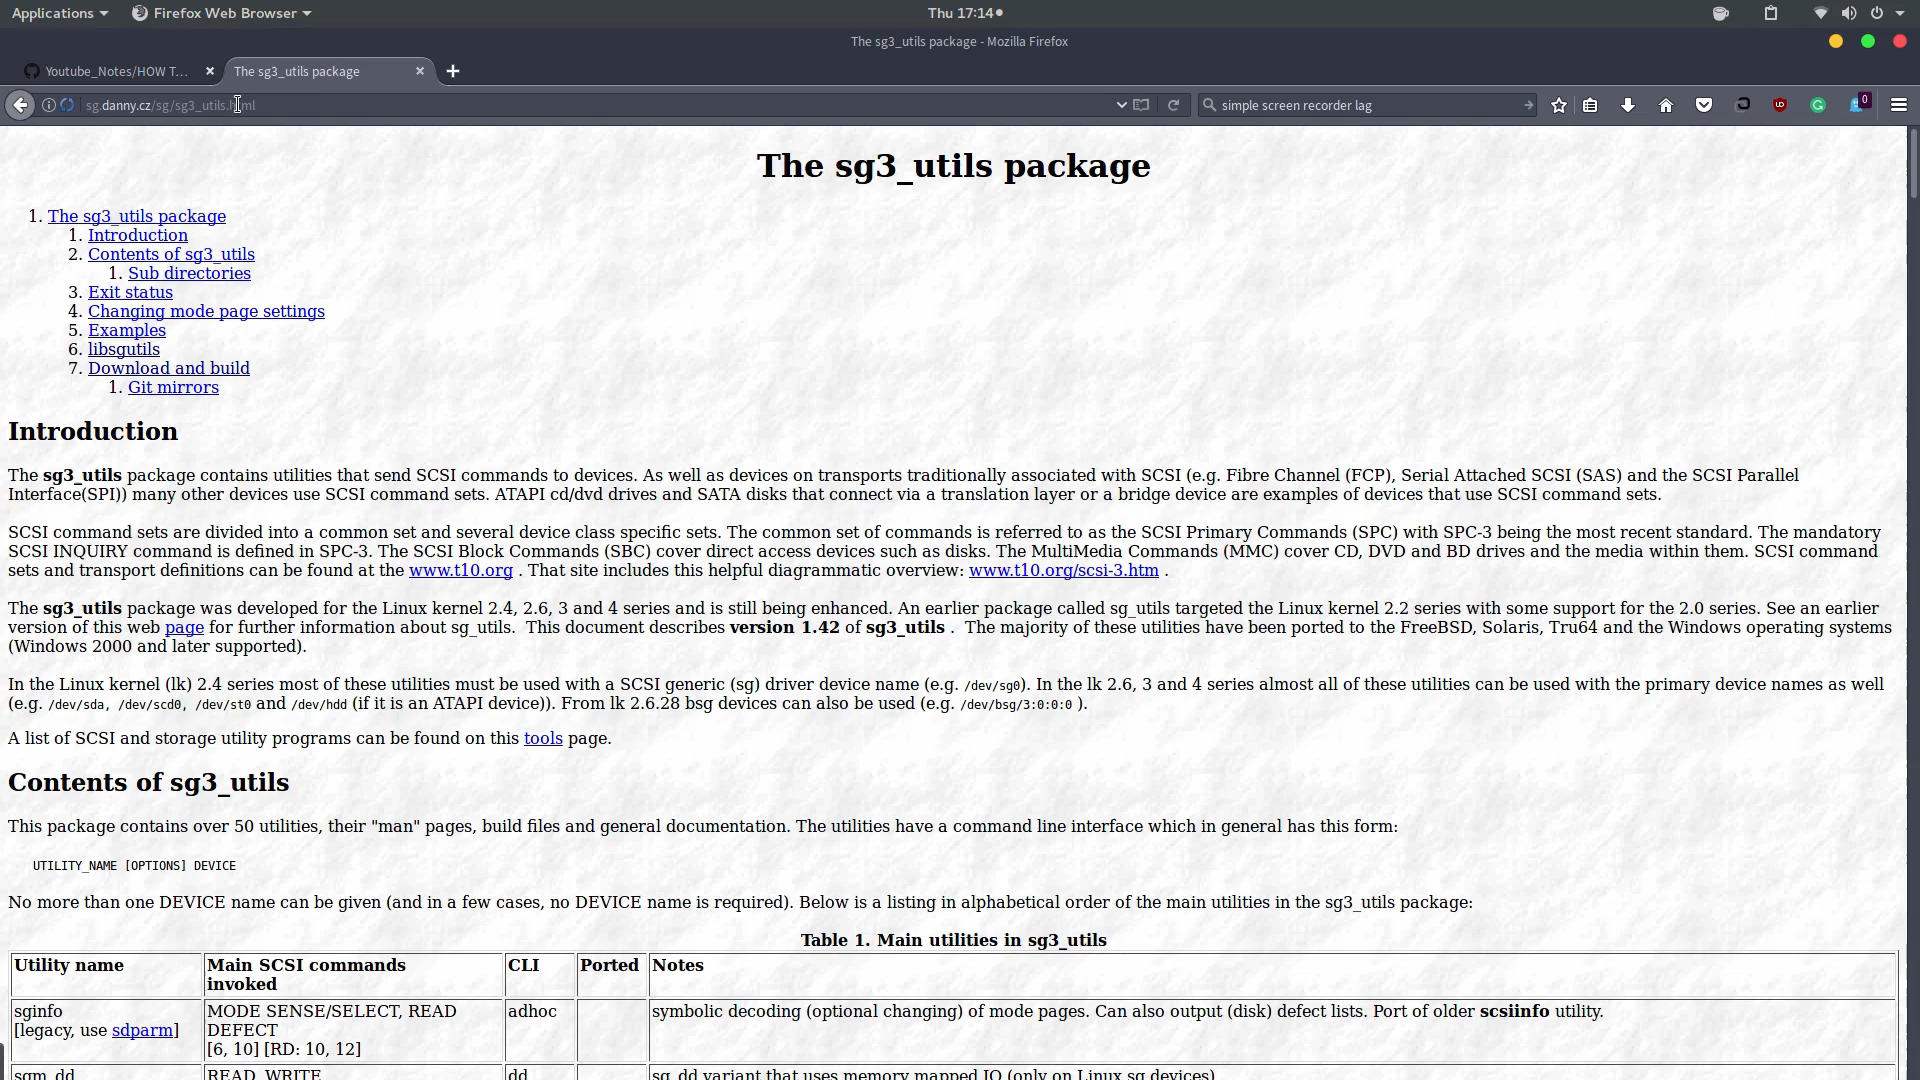 Applications Firefox Web Browser Thu 17:14
The sg3_utils package - Mozilla Firefox
Youtube_Notes/HOW T... The sg3_utils package
sg.danny.cz/sg/sg3_utils.html simple screen recorder lag 0
The sg3_utils package
1. The sg3_utils package
1. Introduction
2. Contents of sg3_utils
1. Sub directories
3. Exit status
4. Changing mode page settings
5. Examples
6. libsgutils
7. Download and build
1. Git mirrors
Introduction
The sg3_utils package contains utilities that send SCSI commands to devices. As well as devices on transports traditionally associated with SCSI (e.g. Fibre Channel (FCP), Serial Attached SCSI (SAS) and the SCSI Parallel
Interface(SPI)) many other devices use SCSI command sets. ATAPI cd/dvd drives and SATA disks that connect via a translation layer or a bridge device are examples of devices that use SCSI command sets.
SCSI command sets are divided into a common set and several device class specific sets. The common set of commands is referred to as the SCSI Primary Commands (SPC) with SPC-3 being the most recent standard. The mandatory
SCSI INQUIRY command is defined in SPC-3. The SCSI Block Commands (SBC) cover direct access devices such as disks. The MultiMedia Commands (MMC) cover CD, DVD and BD drives and the media within them. SCSI command
sets and transport definitions can be found at the www.t10.org . That site includes this helpful diagrammatic overview: www.t10.org/scsi-3.htm .
The sg3_utils package was developed for the Linux kernel 2.4, 2.6, 3 and 4 series and is still being enhanced. An earlier package called sg_utils targeted the Linux kernel 2.2 series with some support for the 2.0 series. See an earlier
version of this web page for further information about sg_utils. This document describes version 1.42 of sg3_utils . The majority of these utilities have been ported to the FreeBSD, Solaris, Tru64 and the Windows operating systems
(Windows 2000 and later supported).
In the Linux kernel (lk) 2.4 series most of these utilities must be used with a SCSI generic (sg) driver device name (e.g. /dev/sg0). In the lk 2.6, 3 and 4 series almost all of these utilities can be used with the primary device names as well
(e.g. /dev/sda, /dev/scd0, /dev/st0 and /dev/hdd (if it is an ATAPI device)). From lk 2.6.28 bsg devices can also be used (e.g. /dev/bsg/3:0:0:0 ).
A list of SCSI and storage utility programs can be found on this tools page.
Contents of sg3_utils
This package contains over 50 utilities, their "man" pages, build files and general documentation. The utilities have a command line interface which in general has this form:
UTILITY_NAME [OPTIONS] DEVICE
No more than one DEVICE name can be given (and in a few cases, no DEVICE name is required). Below is a listing in alphabetical order of the main utilities in the sg3_utils package:
Table 1. Main utilities in sg3_utils
Utility name Main SCSI commands CLI Ported Notes
invoked
sginfo MODE SENSE/SELECT, READ adhoc symbolic decoding (optional changing) of mode pages. Can also output (disk) defect lists. Port of older scsiinfo utility.
[legacy, use sdparm] DEFECT
[6, 10] [RD: 10, 12]
sgm_dd READ, WRITE dd sg_dd variant that uses memory mapped IO (only on Linux sg devices)